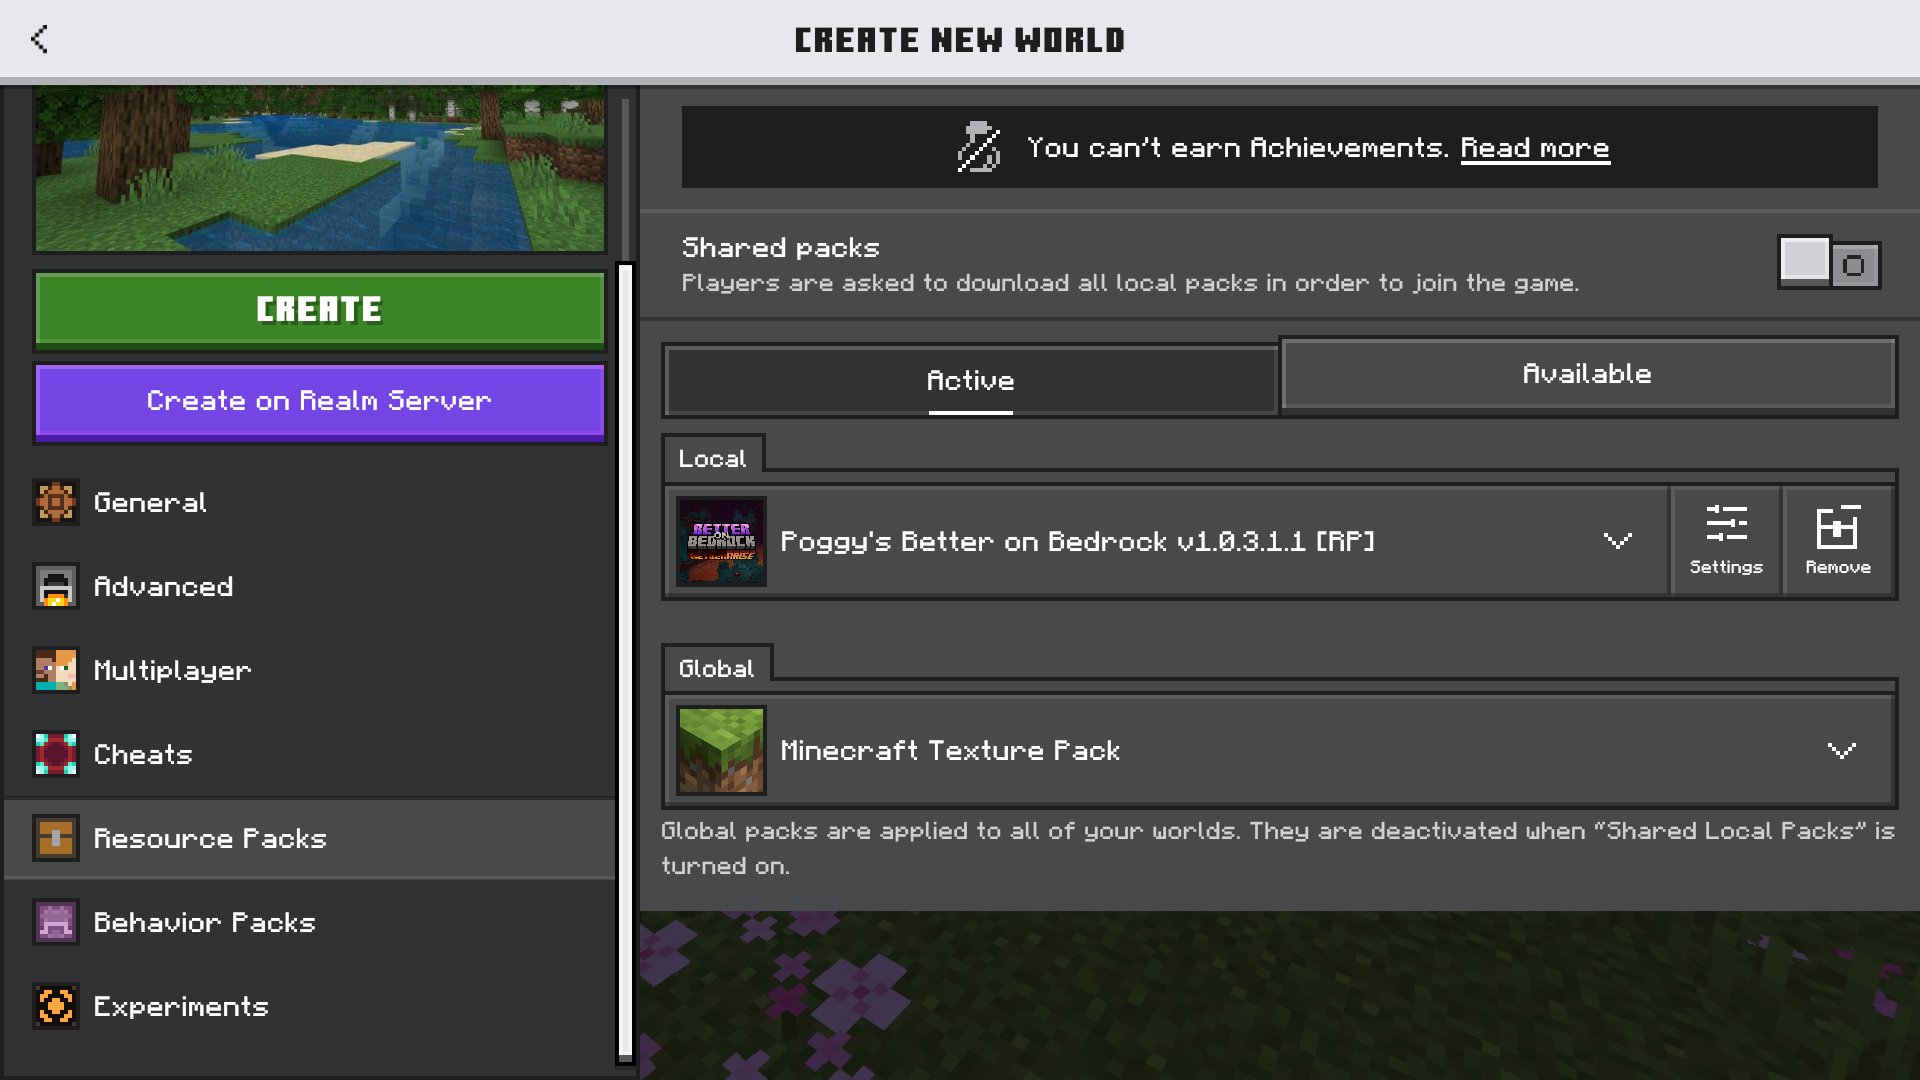 CREATE NEW WORLD
CREATE
Create on Realm Server
General
Advanced
Multiplayer
Cheats
Resource Packs
Behavior Packs
Experiments
You can't earn Achievements. Read more
Shared packs
Players are asked to download all local packs in order to join the game.
Active
Available
Local
BETTER
ON
BEDROCK
Poggy's Better on Bedrock v1.0.3.1.1 [RP]
Settings
Remove
Global
Minecraft Texture Pack
Global packs are applied to all of your worlds. They are deactivated when "Shared Local Packs" is
turned on.